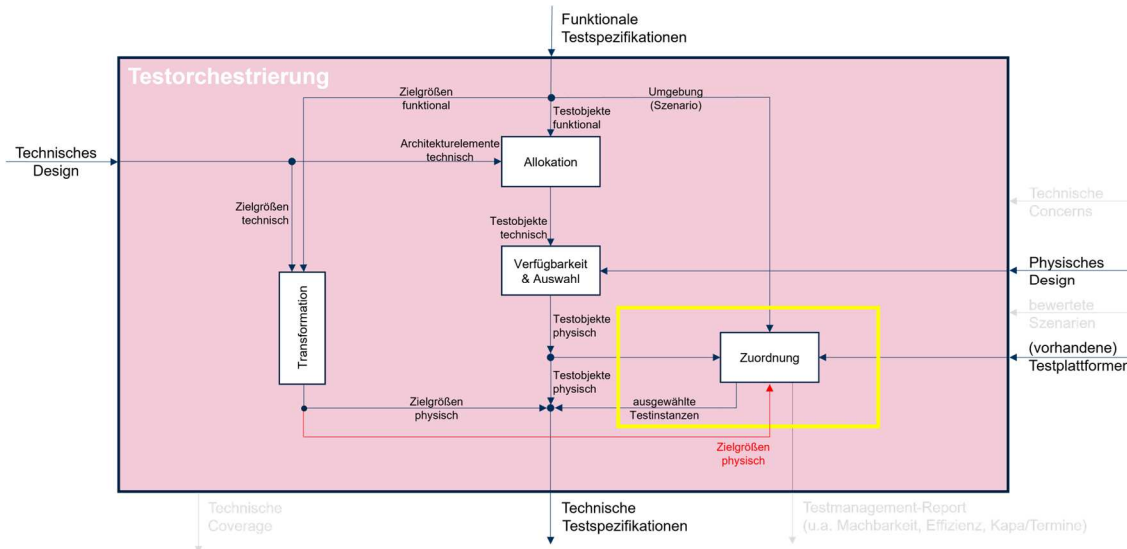 Funktionale
Testspezifikationen
Testorchestrierung
Zielgrößen
funktional
Umgebung
(Szenario)
Testobjekte
funktional
Technisches
Design
Architekturelemente
technisch
Allokation
Technische
Concerns
Zielgrößen
technisch
Testobjekte
technisch
Verfügbarkeit
& Auswahl
Physisches
Design
Transformation
bewertete
Szenarien
Testobjekte
physisch
Zuordnung
(vorhandene)
Testplattformen
Testobjekte
physisch
Zielgrößen
physisch
ausgewählte
Testinstanzen
Zielgrößen
physisch
Technische
Coverage
Technische
Testspezifikationen
Testmanagement-Report
(u.a. Machbarkeit, Effizienz, Kapa/Termine)